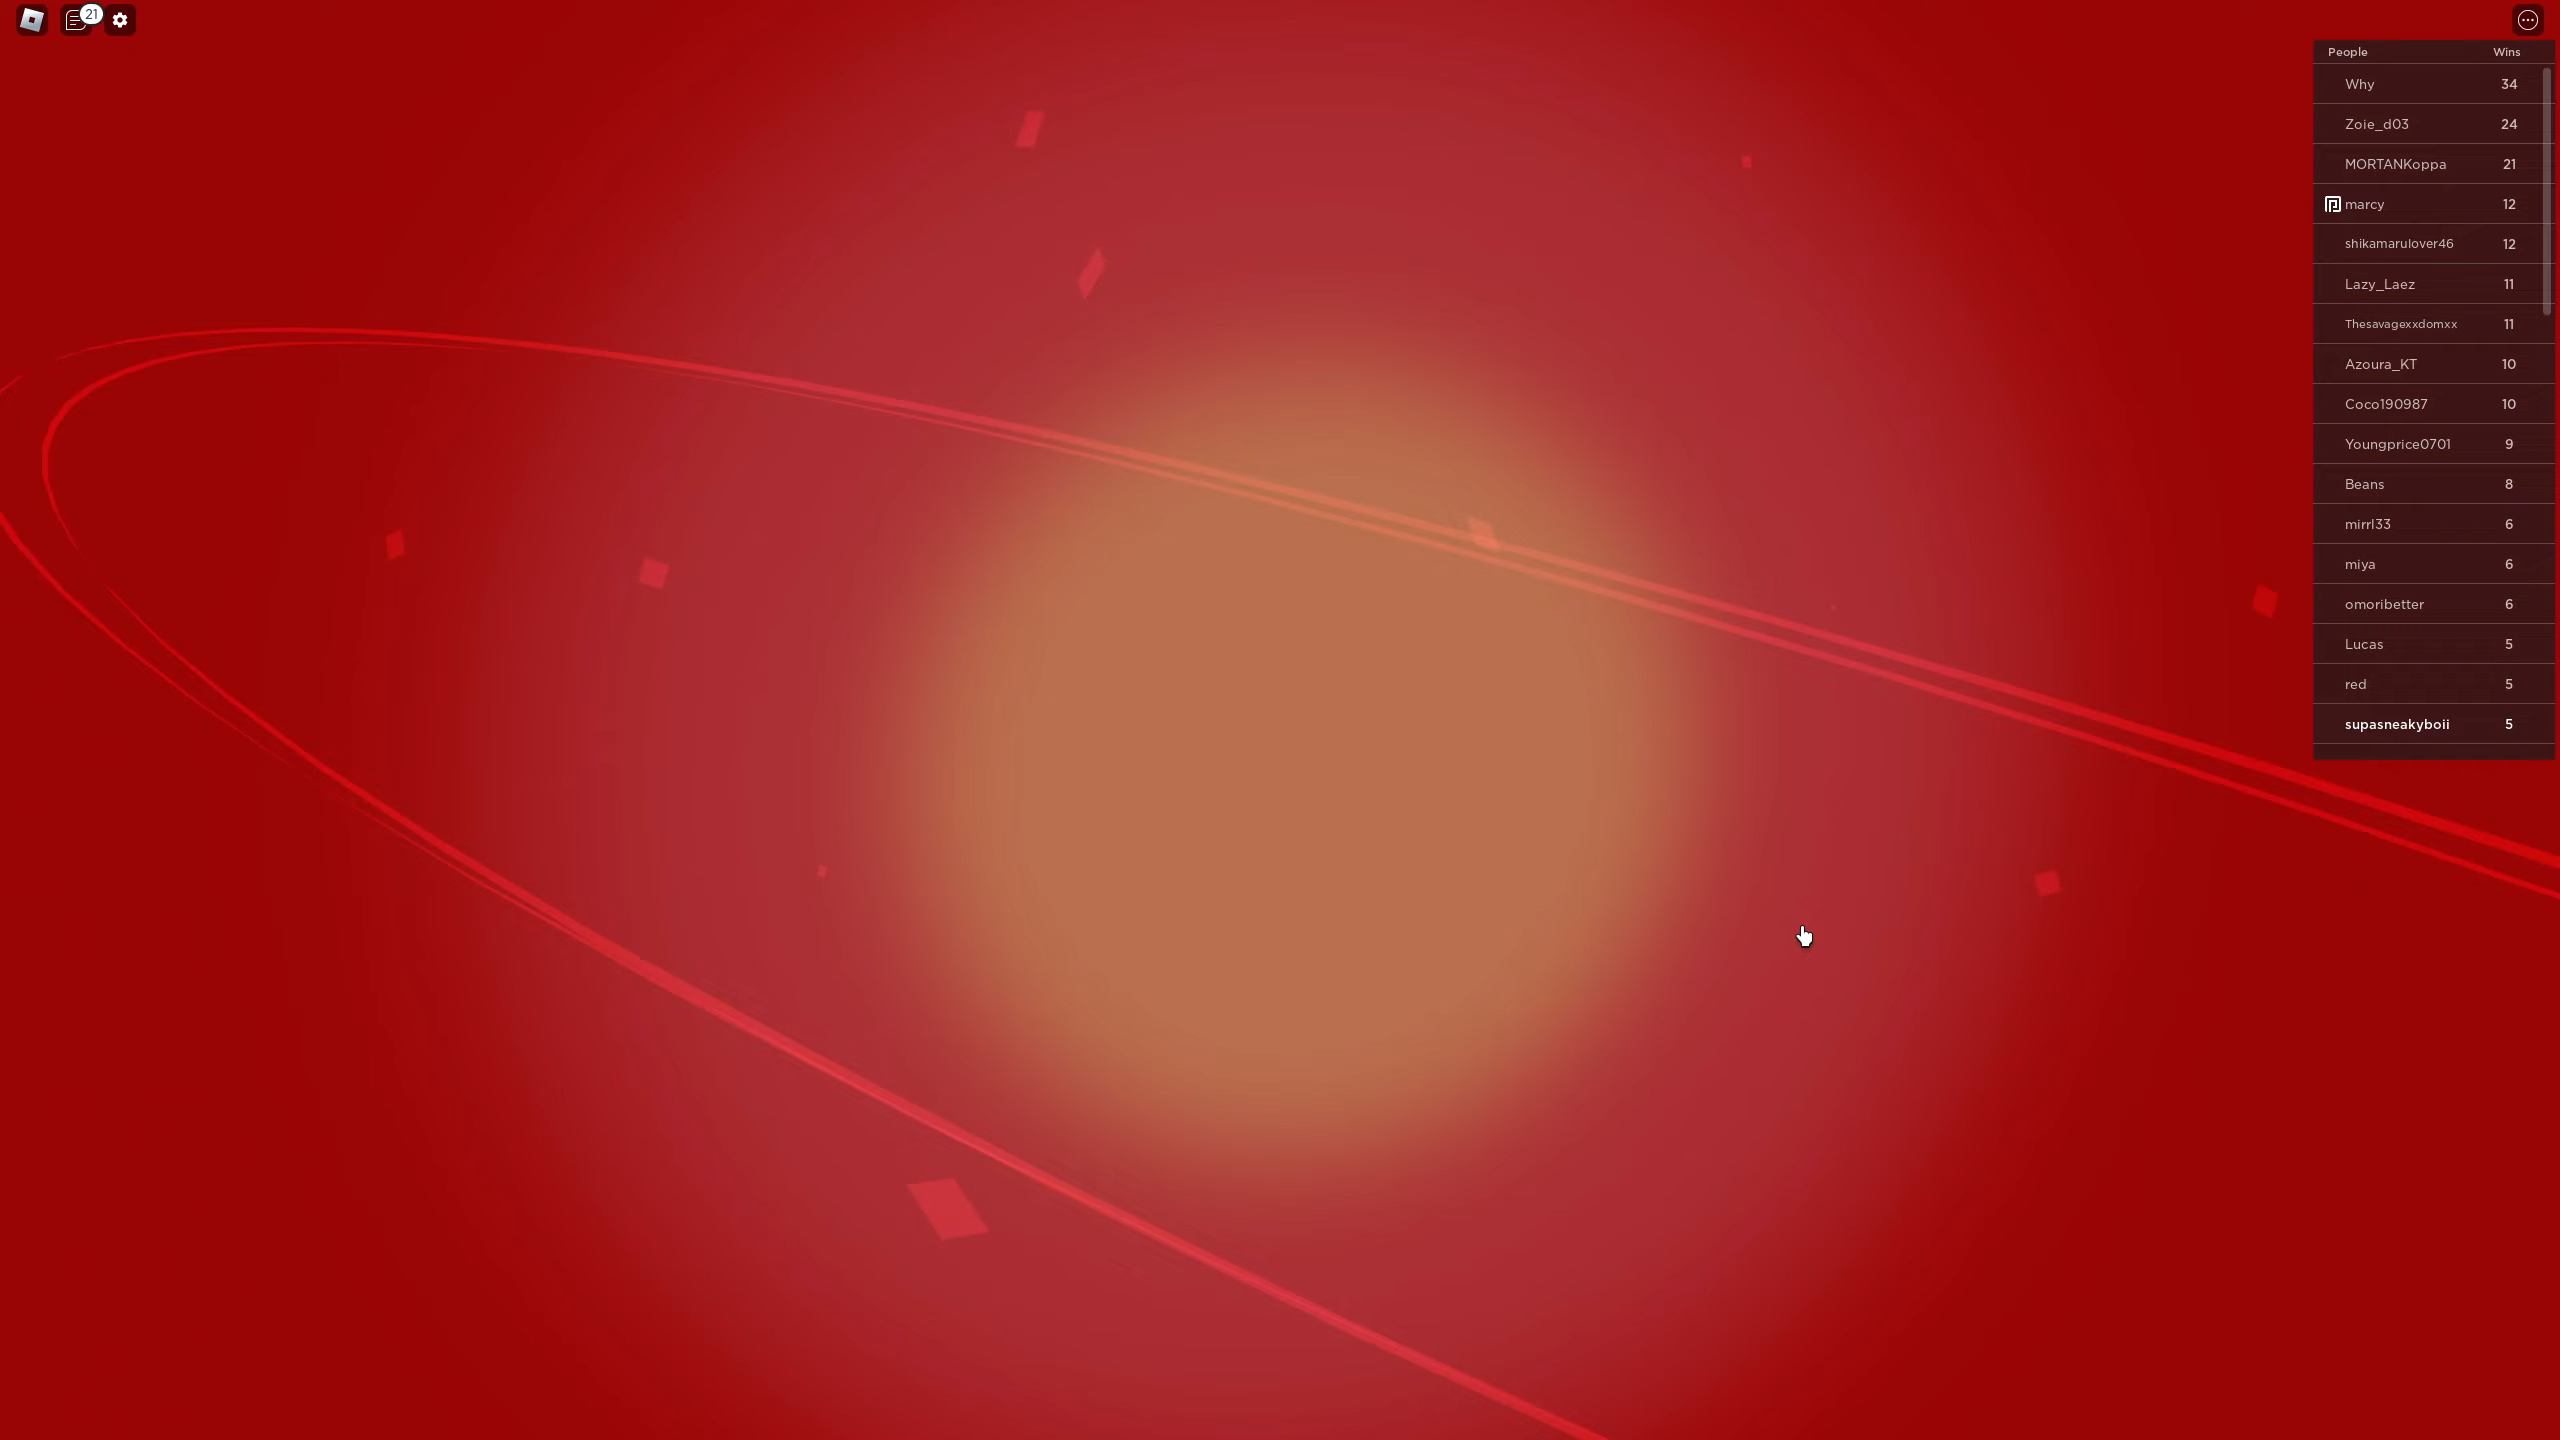 21
People Wins
Why 34
Zoie_d03 24
MORTANKoppa 21
marcy 12
shikamarulover46 12
Lazy_Laez 11
Thesavagexxdomxx 11
Azoura_KT 10
Coco190987 10
Youngprice0701 9
Beans 8
mirrl33 6
miya 6
omoribetter 6
Lucas 5
red 5
supasneakyboii 5